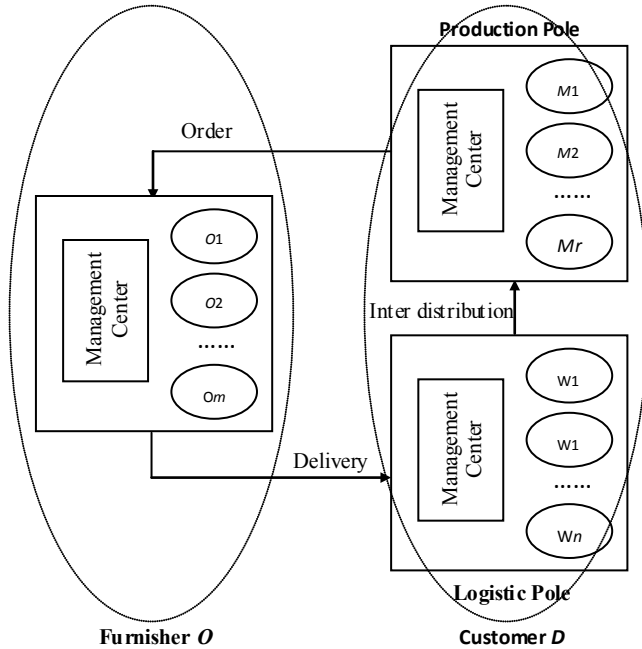 Production Pole
Management
Center
M1
M2
......
Mr
Order
Management
Center
O1
O2
......
Om
Inter distribution
Delivery
Management
Center
W1
W1
......
Wn
Logistic Pole
Furnisher O
Customer D